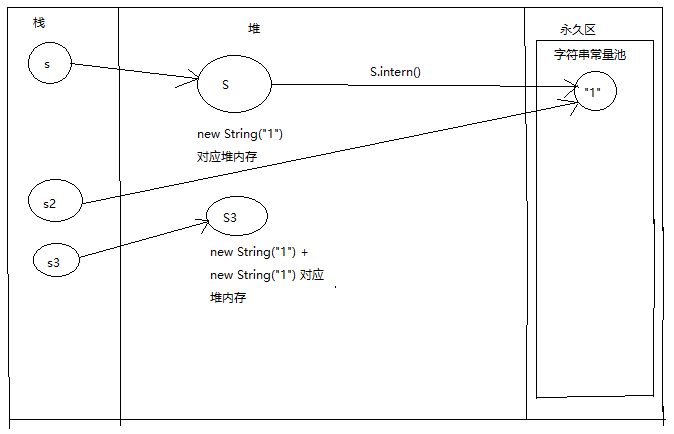 栈
堆
永久区
字符串常量池
s
S
S.intern()
"1"
new String("1")
对应堆内存
s2
S3
s3
new String("1") +
new String("1") 对应
堆内存